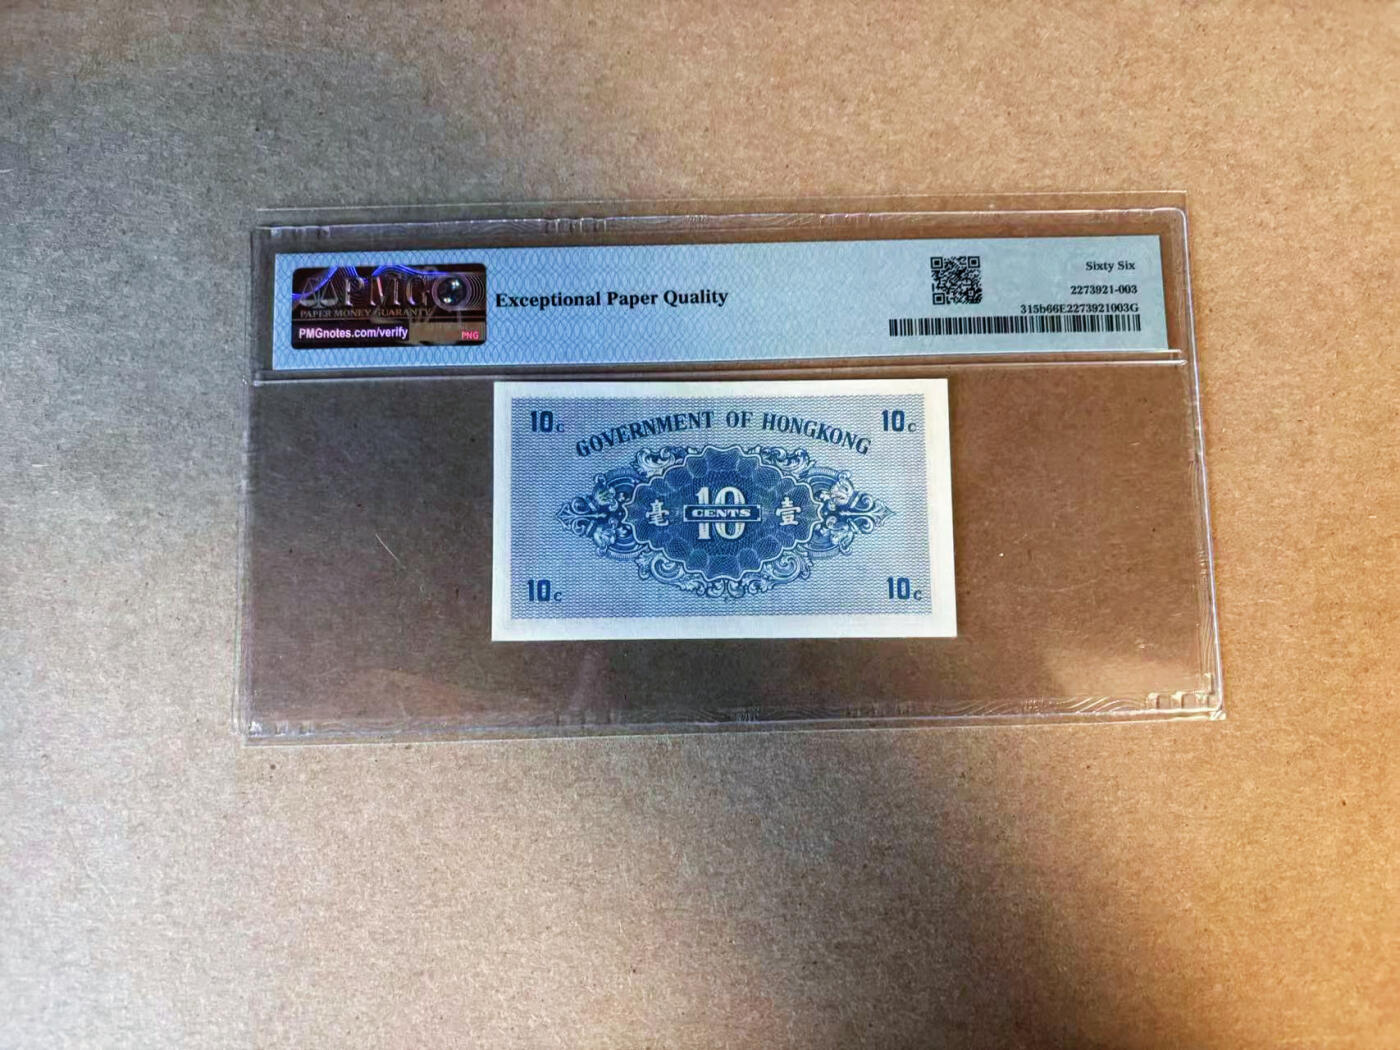 PMG
PAPER MONEY GUARANTY
PMGnotes.com/verify
PNG
Exceptional Paper Quality
Sixty Six
2273921-003
315b66E2273921003G
10c
10c
GOVERNMENT OF HONGKONG
毫
10
CENTS
壹
10c
10c